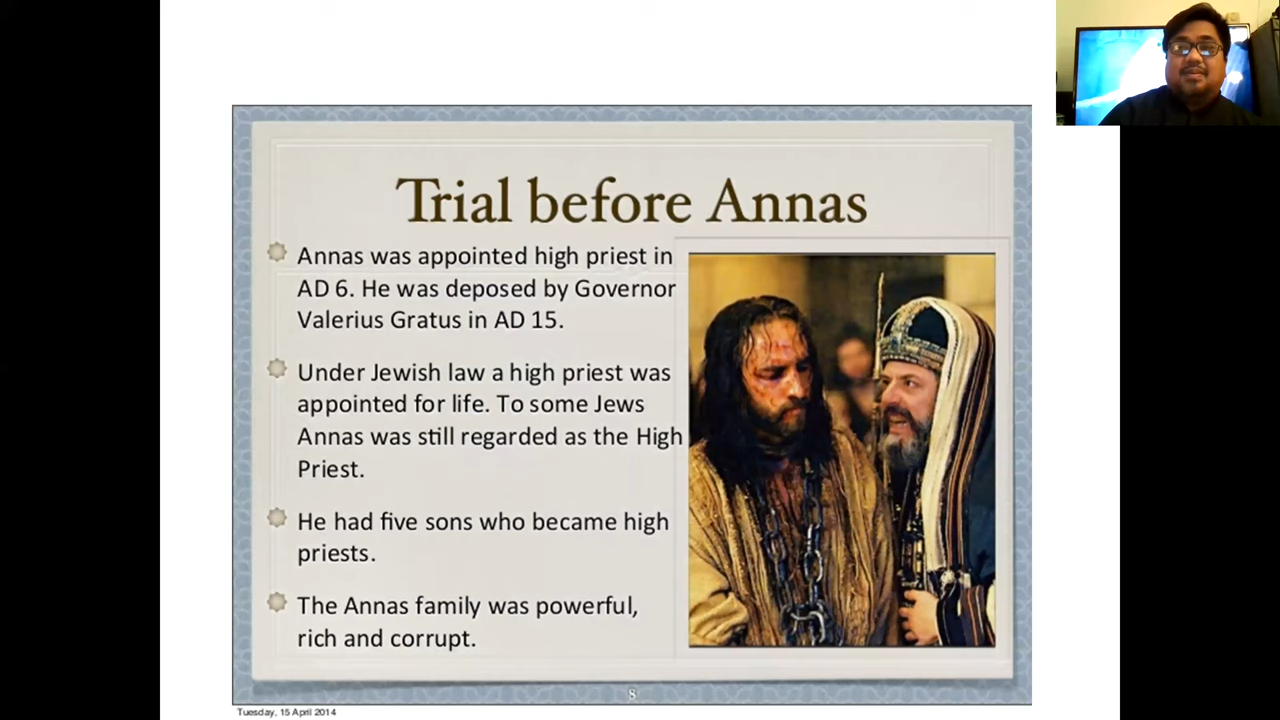 Trial before Annas
Annas was appointed high priest in
AD 6. He was deposed by Governor
Valerius Gratus in AD 15.
Under Jewish law a high priest was
appointed for life. To some Jews
Annas was still regarded as the High
Priest.
He had five sons who became high
priests.
The Annas family was powerful,
rich and corrupt.
8
Tuesday, 15 April 2014